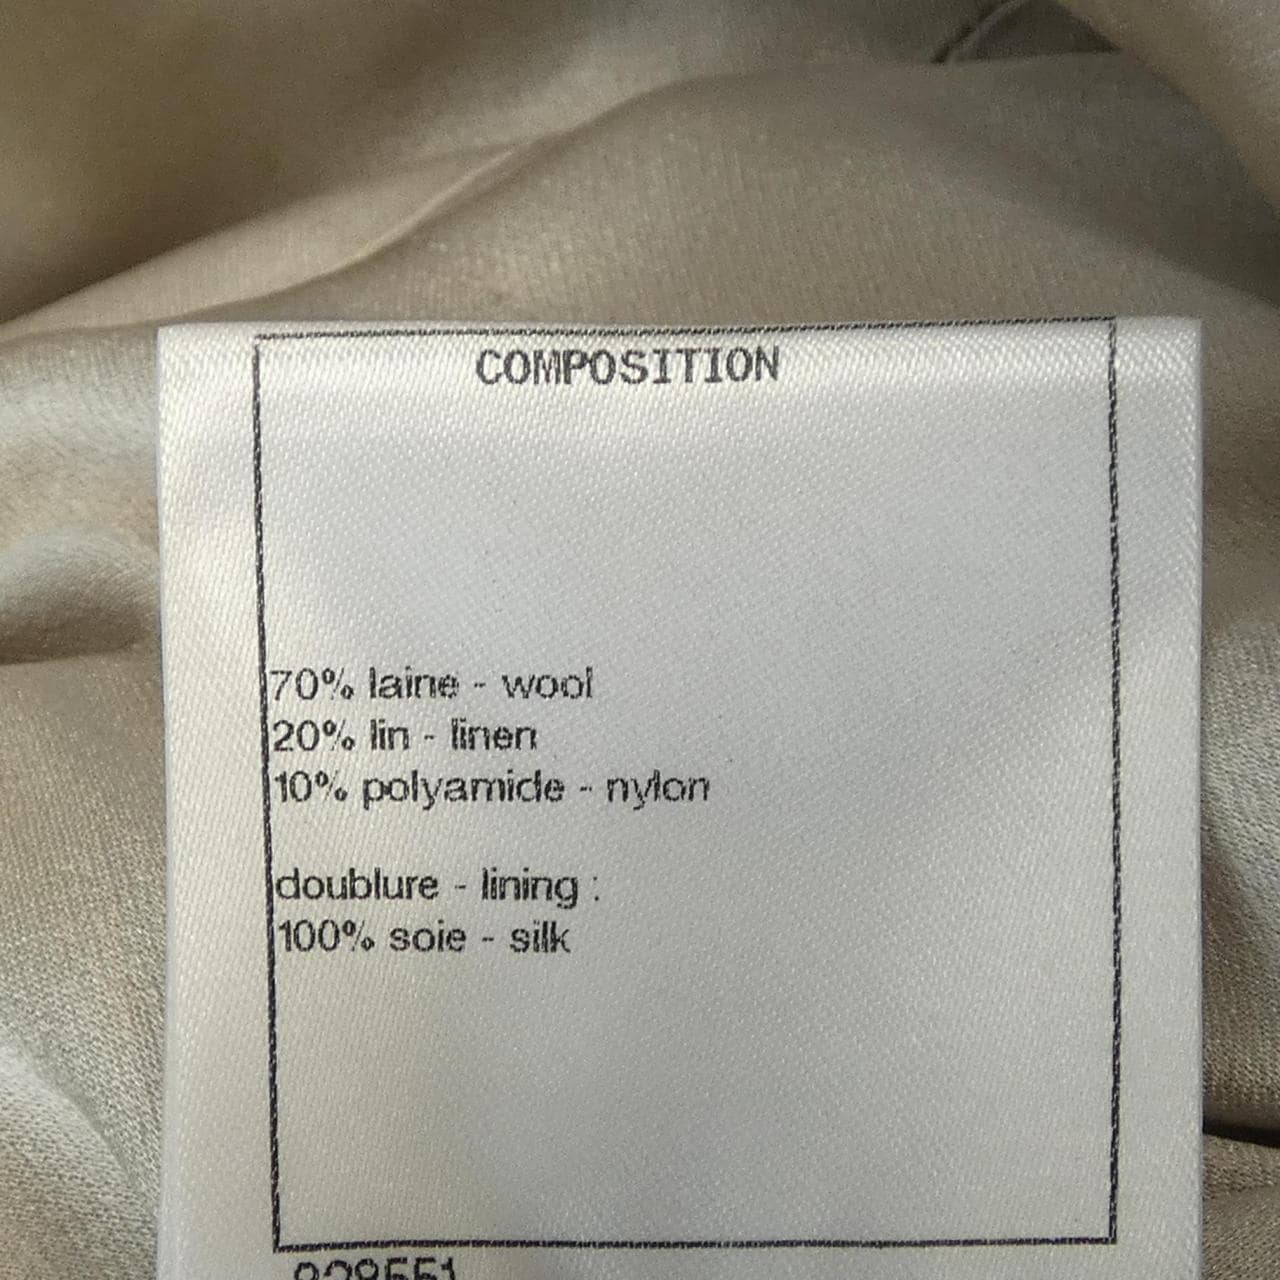 COMPOSITION
70% laine - wool
20% lin - linen
10% polyamide - nylon
doublure - lining :
100% soie - silk